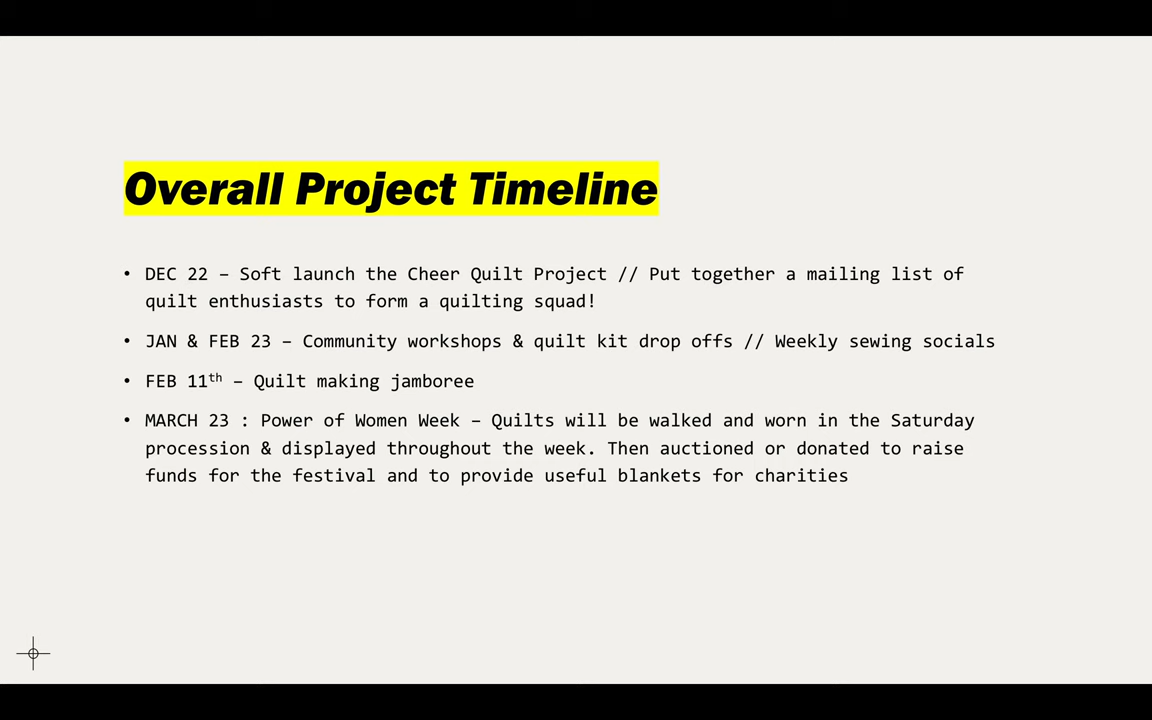 Overall Project Timeline
• DEC 22 – Soft launch the Cheer Quilt Project // Put together a mailing list of
quilt enthusiasts to form a quilting squad!
• JAN & FEB 23 – Community workshops & quilt kit drop offs // Weekly sewing socials
• FEB 11th – Quilt making jamboree
• MARCH 23 : Power of Women Week – Quilts will be walked and worn in the Saturday
procession & displayed throughout the week. Then auctioned or donated to raise
funds for the festival and to provide useful blankets for charities